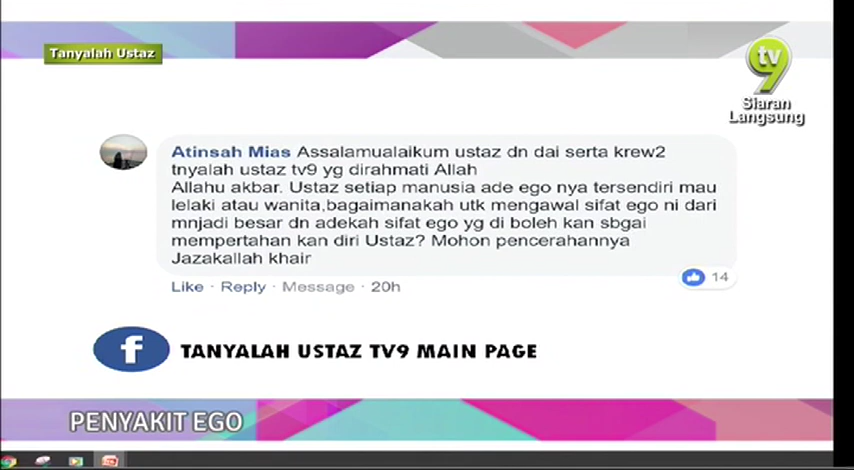 Tanyalah Ustaz
tv
9
Siaran
Langsung
Atinsah Mias Assalamualaikum ustaz dn dai serta krew2
tnyalah ustaz tv9 yg dirahmati Allah
Allahu akbar. Ustaz setiap manusia ade ego nya tersendiri mau
lelaki atau wanita,bagaimanakah utk mengawal sifat ego ni dari
mnjadi besar dn adekah sifat ego yg di boleh kan sbgai
mempertahan kan diri Ustaz? Mohon pencerahannya
Jazakallah khair
Like · Reply · Message · 20h
14
f
TANYALAH USTAZ TV9 MAIN PAGE
PENYAKIT EGO